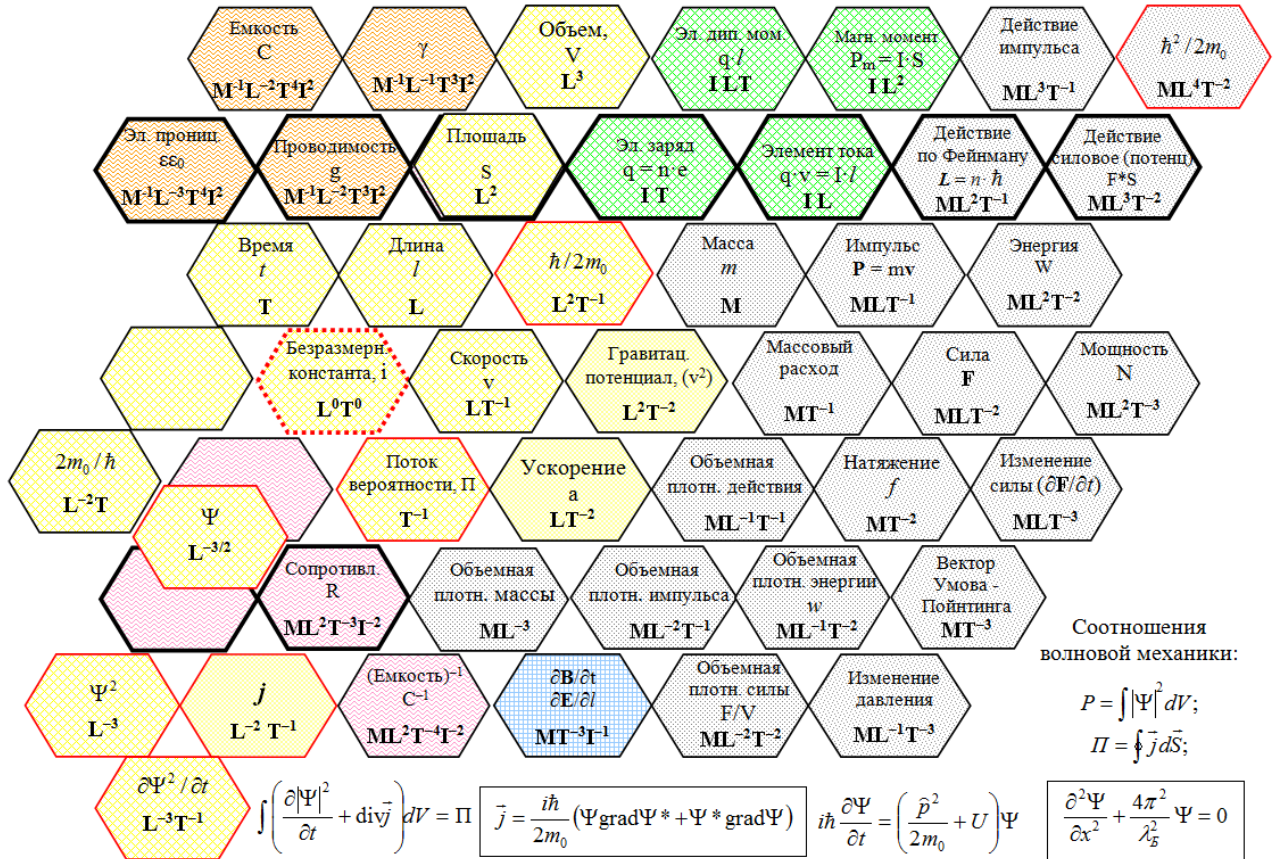 Емкость
C
M⁻¹L⁻²T⁴I²
γ
M⁻¹L⁻¹T³I²
Объем,
V
L³
Эл. дип. мом.
q·l
I LT
Магн. момент
Pₘ = I·S
I L²
Действие
импульса
ML³T⁻¹
ℏ²/2m₀
ML⁴T⁻²
Эл. прониц.
εε₀
M⁻¹L⁻³T⁴I²
Проводимость
g
M⁻¹L⁻²T³I²
Плошадь
S
L²
Эл. заряд
q = n·e
I T
Элемент тока
q·v = I·l
I L
Действие
по Фейнману
L = n· ℏ
ML²T⁻¹
Действие
силовое (потенц)
F*S
ML³T⁻²
Время
t
T
Длина
l
L
ℏ/2m₀
L²T⁻¹
Масса
m
M
Импульс
P = mv
MLT⁻¹
Энергия
W
ML²T⁻²
Безразмерн.
константа, i
L⁰T⁰
Скорость
v
LT⁻¹
Гравитац.
потенциал, (v²)
L²T⁻²
Массовый
расход
MT⁻¹
Сила
F
MLT⁻²
Мощность
N
ML²T⁻³
2m₀/ℏ
L⁻²T
Ψ
L⁻³ᐟ²
Поток
вероятности, П
T⁻¹
Ускорение
a
LT⁻²
Объемная
плотн. действия
ML⁻¹T⁻¹
Натяжение
f
MT⁻²
Изменение
силы (∂F/∂t)
MLT⁻³
Сопротивл.
R
ML²T⁻³I⁻²
Объемная
плотн. массы
ML⁻³
Объемная
плотн. импульса
ML⁻²T⁻¹
Объемная
плотн. энергии
w
ML⁻¹T⁻²
Вектор
Умова -
Пойнтинга
MT⁻³
Ψ²
L⁻³
j
L⁻² T⁻¹
(Емкость)⁻¹
C⁻¹
ML²T⁻⁴I⁻²
∂B/∂t
∂E/∂l
MT⁻³I⁻¹
Объемная
плотн. силы
F/V
ML⁻²T⁻²
Изменение
давления
ML⁻¹T⁻³
Соотношения
волновой механики:
P = ∫|Ψ|² dV;
П = ∮ j⃗ dS⃗;
∂Ψ²/∂t
L⁻³T⁻¹
∫(∂|Ψ|²/∂t + divj⃗)dV = П
j⃗ = iℏ/2m₀ (ΨgradΨ* + Ψ* gradΨ)
iℏ ∂Ψ/∂t = (p̂²/2m₀ + U)Ψ
∂²Ψ/∂x² + 4π²/λ_Б² Ψ = 0